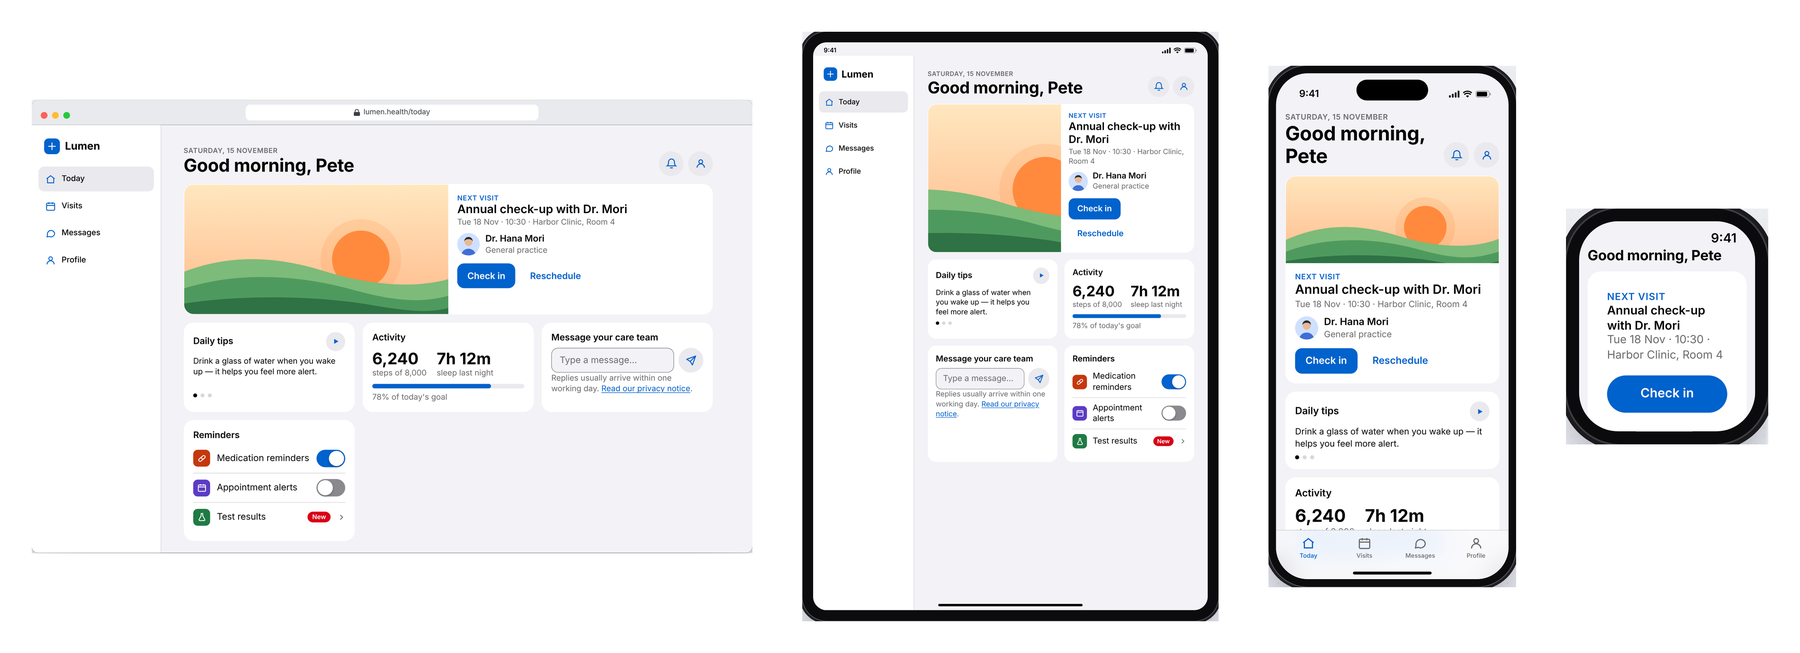 lumen.health/today
Lumen
Today
Visits
Messages
Profile
SATURDAY, 15 NOVEMBER
Good morning, Pete
NEXT VISIT
Annual check-up with Dr. Mori
Tue 18 Nov · 10:30 · Harbor Clinic, Room 4
Dr. Hana Mori
General practice
Check in
Reschedule
Daily tips
Drink a glass of water when you wake
up — it helps you feel more alert.
Activity
6,240
7h 12m
steps of 8,000
sleep last night
78% of today's goal
Message your care team
Type a message...
Replies usually arrive within one
working day. Read our privacy notice.
Reminders
Medication reminders
Appointment alerts
Test results
New
9:41
Lumen
Today
Visits
Messages
Profile
SATURDAY, 15 NOVEMBER
Good morning, Pete
NEXT VISIT
Annual check-up with
Dr. Mori
Tue 18 Nov · 10:30 · Harbor Clinic,
Room 4
Dr. Hana Mori
General practice
Check in
Reschedule
Daily tips
Drink a glass of water when
you wake up — it helps you
feel more alert.
Activity
6,240
7h 12m
steps of 8,000
sleep last night
78% of today's goal
Message your care team
Type a message...
Replies usually arrive within one
working day. Read our privacy
notice.
Reminders
Medication
reminders
Appointment
alerts
Test results
New
9:41
SATURDAY, 15 NOVEMBER
Good morning,
Pete
NEXT VISIT
Annual check-up with Dr. Mori
Tue 18 Nov · 10:30 · Harbor Clinic, Room 4
Dr. Hana Mori
General practice
Check in
Reschedule
Daily tips
Drink a glass of water when you wake up — it
helps you feel more alert.
Activity
6,240
7h 12m
Today
Visits
Messages
Profile
9:41
Good morning, Pete
NEXT VISIT
Annual check-up
with Dr. Mori
Tue 18 Nov · 10:30 ·
Harbor Clinic, Room 4
Check in